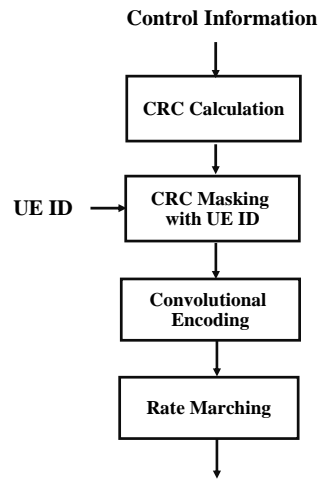 Control Information
CRC Calculation
UE ID
CRC Masking
with UE ID
Convolutional
Encoding
Rate Marching